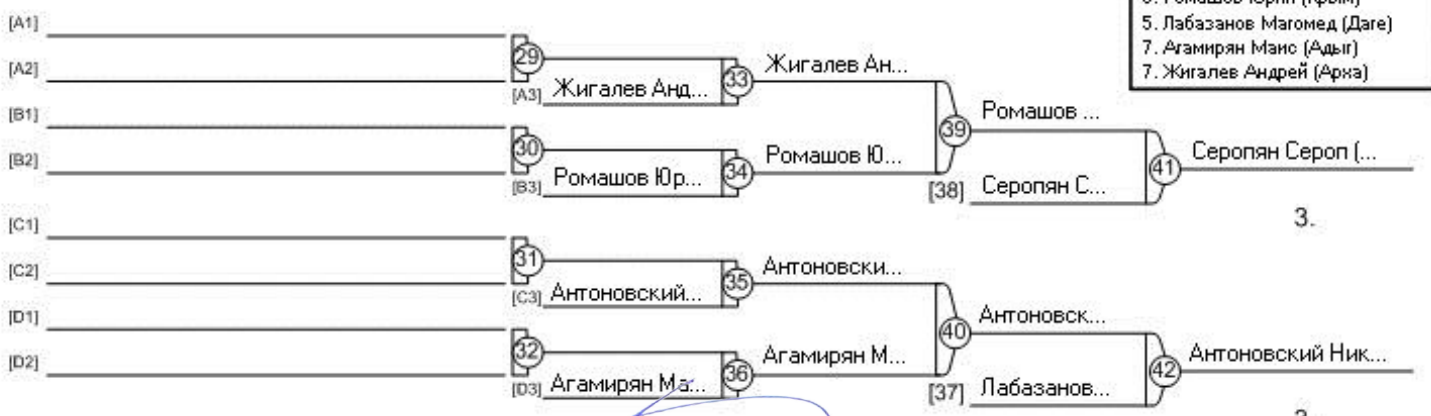 5. Лабазанов Магомед (Даге)
7. Агамирян Маис (Адыг)
7. Жигалев Андрей (Арха)
[A1]
[A2]
29
[A3] Жигалев Анд...
33
Жигалев Ан...
[B1]
[B2]
30
[B3] Ромашов Юр...
34
Ромашов Ю...
39
Ромашов ...
[38] Серопян С...
41
Серопян Сероп (...
3.
[C1]
[C2]
31
[C3] Антоновский...
35
Антоновски...
[D1]
[D2]
32
[D3] Агамирян Ма...
36
Агамирян М...
40
Антоновск...
[37] Лабазанов...
42
Антоновский Ник...